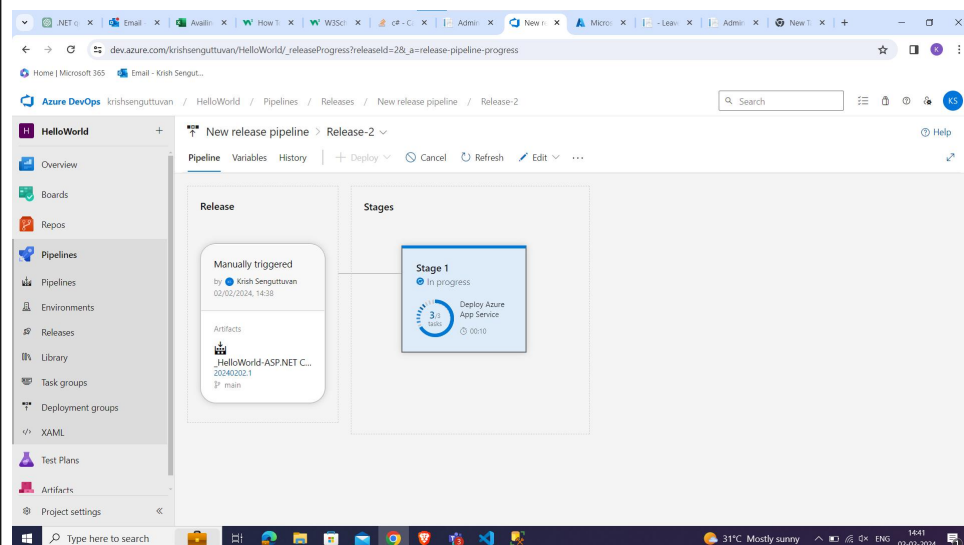 .NET q
Email -
Availin
How T
W3Sch
c# - C
Admin
New re
Micros
- Leav
Admin
New T
dev.azure.com/krishsenguttuvan/HelloWorld/_releaseProgress?releaseId=2&_a=release-pipeline-progress
K
Home | Microsoft 365 Email - Krish Sengut...
Azure DevOps krishsenguttuvan / HelloWorld / Pipelines / Releases / New release pipeline / Release-2
Search
KS
H HelloWorld +
New release pipeline > Release-2
Help
Overview
Boards
Repos
Pipelines
Pipelines
Environments
Releases
Library
Task groups
Deployment groups
XAML
Test Plans
Artifacts
Project settings
Pipeline Variables History + Deploy Cancel Refresh Edit ...
Release
Manually triggered
by Krish Senguttuvan
02/02/2024, 14:38
Artifacts
_HelloWorld-ASP.NET C...
20240202.1
main
Stages
Stage 1
In progress
tasks
Deploy Azure
App Service
00:10
Type here to search
31°C Mostly sunny
ENG
14:41
02-02-2024